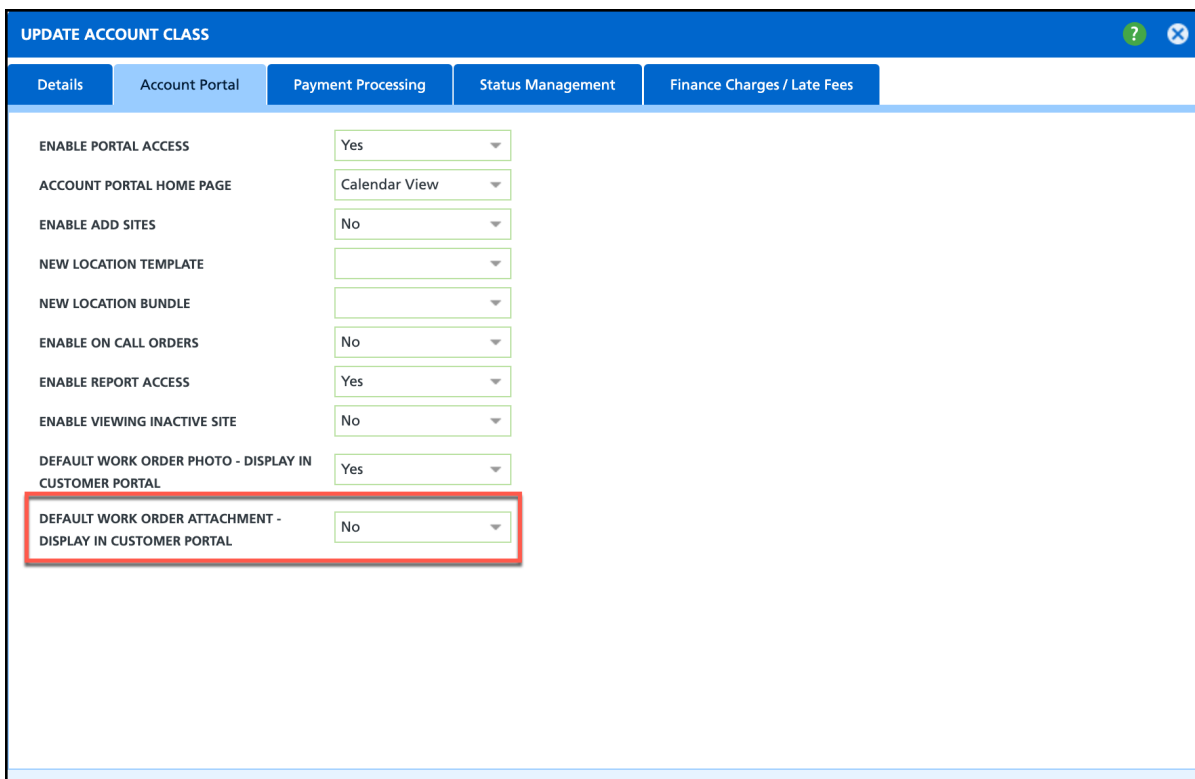 UPDATE ACCOUNT CLASS ?
Details Account Portal Payment Processing Status Management Finance Charges / Late Fees
ENABLE PORTAL ACCESS Yes
ACCOUNT PORTAL HOME PAGE Calendar View
ENABLE ADD SITES No
NEW LOCATION TEMPLATE
NEW LOCATION BUNDLE
ENABLE ON CALL ORDERS No
ENABLE REPORT ACCESS Yes
ENABLE VIEWING INACTIVE SITE No
DEFAULT WORK ORDER PHOTO - DISPLAY IN
CUSTOMER PORTAL Yes
DEFAULT WORK ORDER ATTACHMENT -
DISPLAY IN CUSTOMER PORTAL No